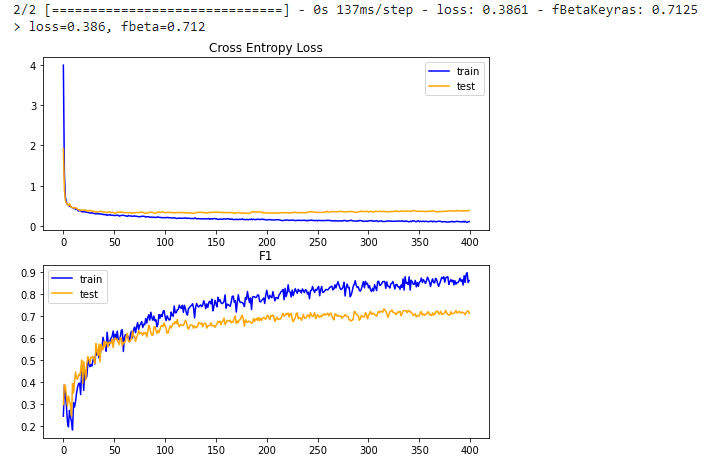 2/2 [==============================] - 0s 137ms/step - loss: 0.3861 - fBetaKeyras: 0.7125
> loss=0.386, fbeta=0.712
Cross Entropy Loss
4
3
2
1
0
train
test
0 50 100 150 200 250 300 350 400
F1
0.9
0.8
0.7
0.6
0.5
0.4
0.3
0.2
train
test
0 50 100 150 200 250 300 350 400